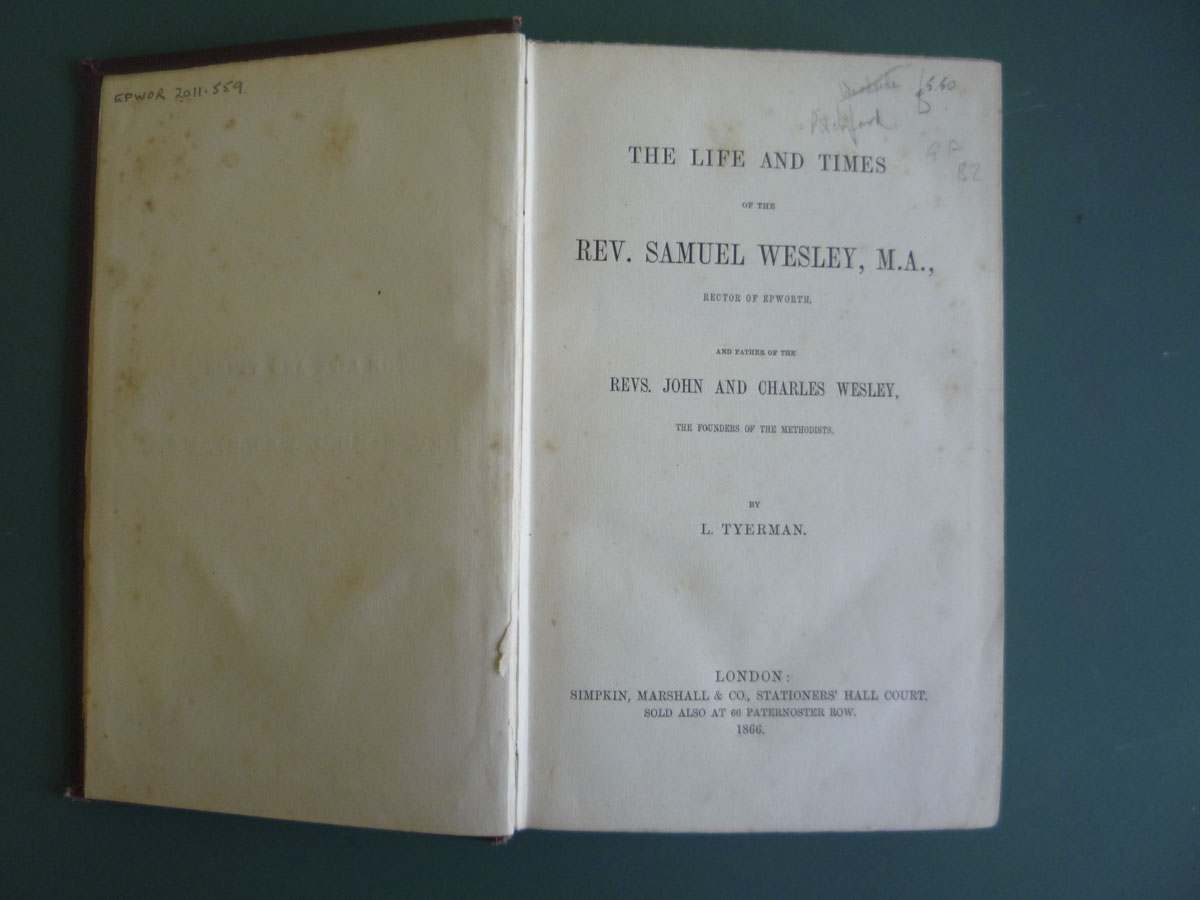 EPWOR 2011.559
£5.50
THE LIFE AND TIMES
OF THE
REV. SAMUEL WESLEY, M.A.,
RECTOR OF EPWORTH,
AND FATHER OF THE
REVS. JOHN AND CHARLES WESLEY,
THE FOUNDERS OF THE METHODISTS.
BY
L. TYERMAN.
LONDON:
SIMPKIN, MARSHALL & CO., STATIONERS' HALL COURT.
SOLD ALSO AT 66 PATERNOSTER ROW.
1866.